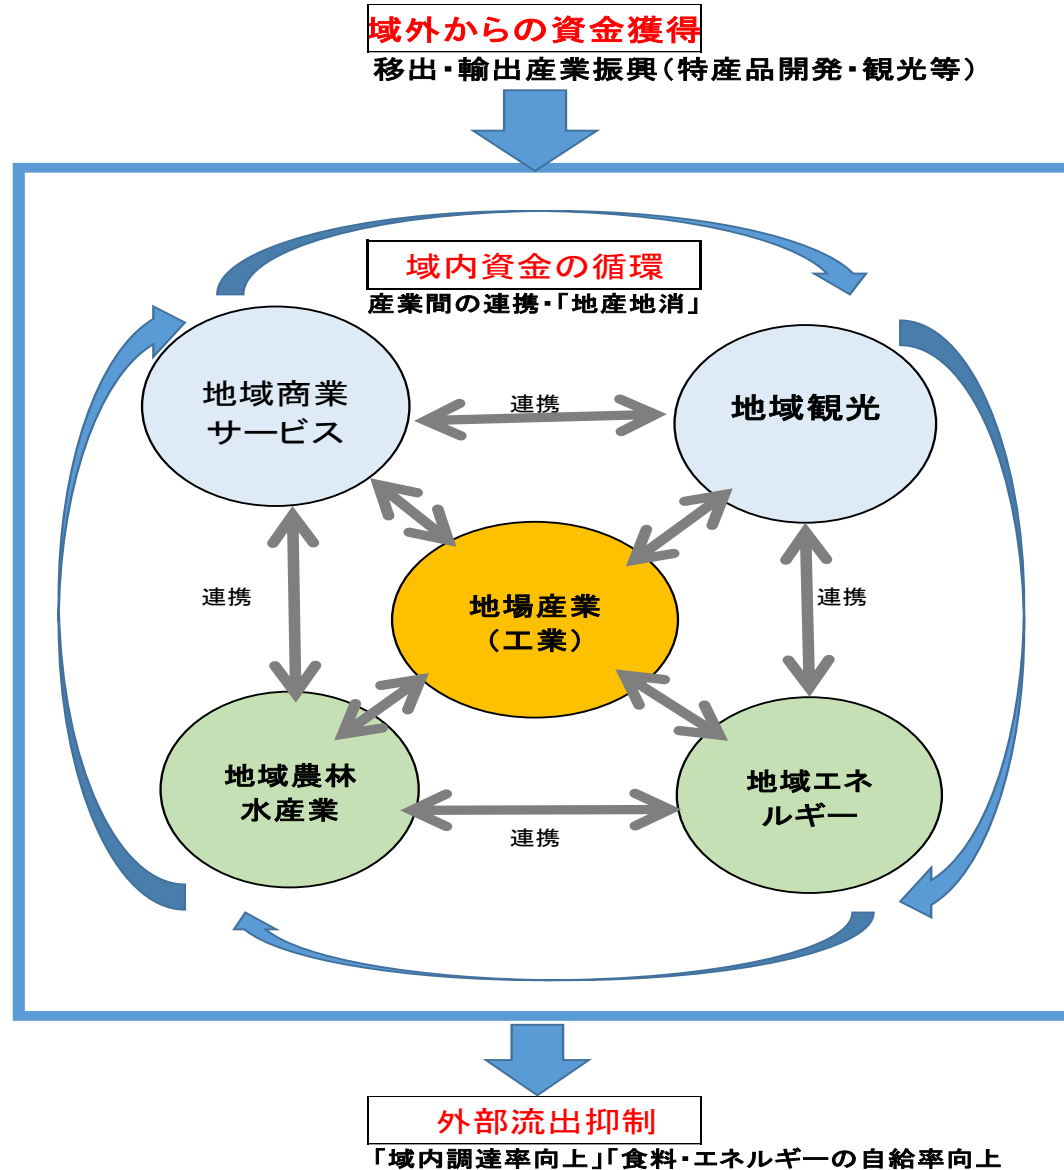 域外からの資金獲得
移出・輸出産業振興（特産品開発・観光等）
域内資金の循環
産業間の連携・「地産地消」
地域商業
サービス
連携
地域観光
連携
地場産業
（工業）
連携
地域農林
水産業
連携
地域エネ
ルギー
外部流出抑制
「域内調達率向上」「食料・エネルギーの自給率向上